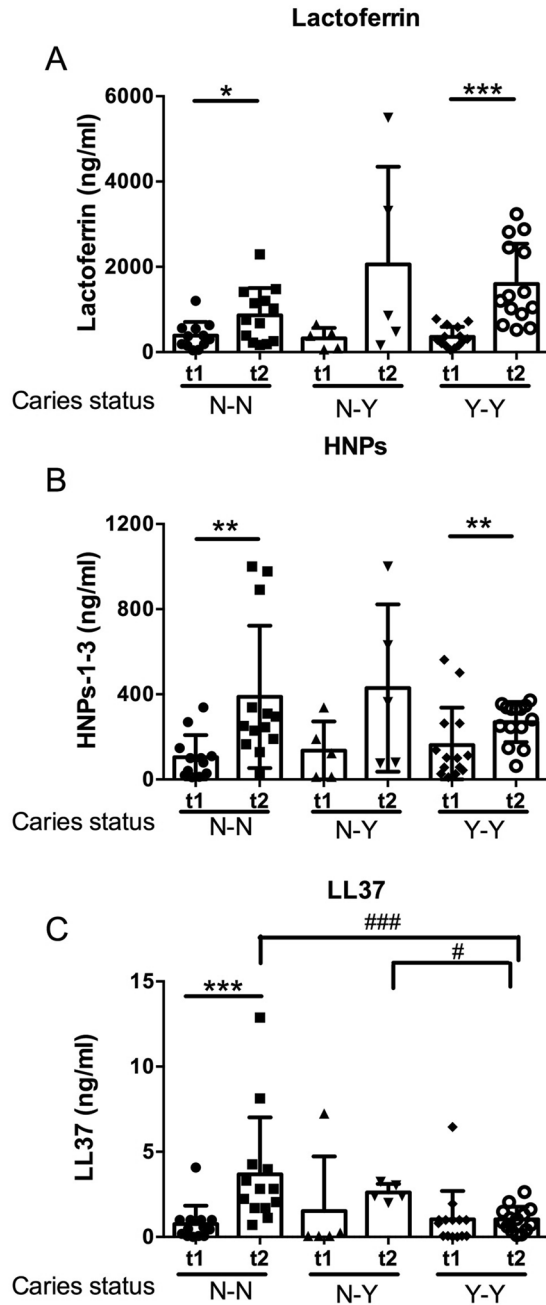 Lactoferrin
A
Lactoferrin (ng/ml)
6000
4000
2000
0
*
***
t1 t2 t1 t2 t1 t2
Caries status N-N N-Y Y-Y
HNPs
B
HNPs-1-3 (ng/ml)
1200
800
400
0
**
**
t1 t2 t1 t2 t1 t2
Caries status N-N N-Y Y-Y
LL37
C
###
#
LL37 (ng/ml)
15
10
5
0
***
t1 t2 t1 t2 t1 t2
Caries status N-N N-Y Y-Y